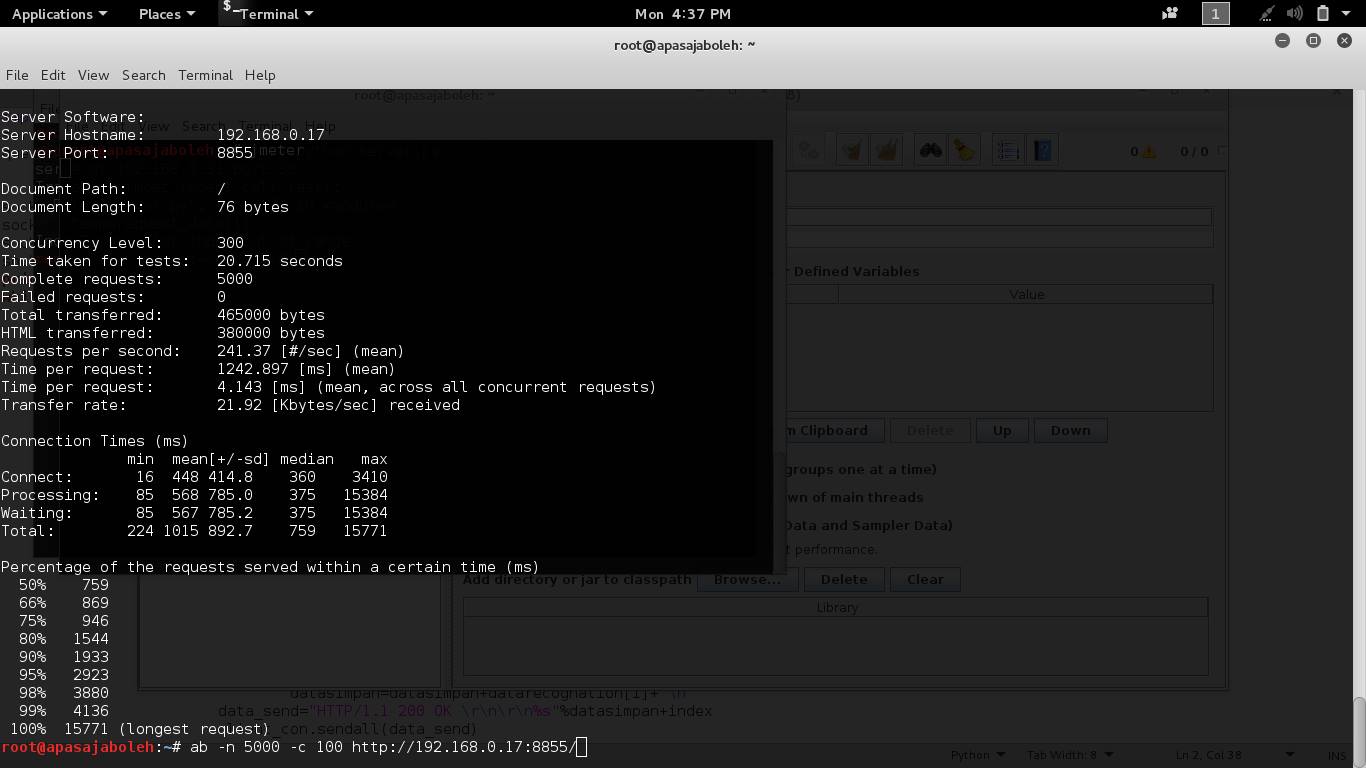 Applications Places Terminal Mon 4:37 PM 1
root@apasajaboleh: ~
File Edit View Search Terminal Help
Server Software:
Server Hostname: 192.168.0.17
Server Port: 8855
Document Path: /
Document Length: 76 bytes
Concurrency Level: 300
Time taken for tests: 20.715 seconds
Complete requests: 5000
Failed requests: 0
Total transferred: 465000 bytes
HTML transferred: 380000 bytes
Requests per second: 241.37 [#/sec] (mean)
Time per request: 1242.897 [ms] (mean)
Time per request: 4.143 [ms] (mean, across all concurrent requests)
Transfer rate: 21.92 [Kbytes/sec] received
Connection Times (ms)
min mean[+/-sd] median max
Connect: 16 448 414.8 360 3410
Processing: 85 568 785.0 375 15384
Waiting: 85 567 785.2 375 15384
Total: 224 1015 892.7 759 15771
Percentage of the requests served within a certain time (ms)
50% 759
66% 869
75% 946
80% 1544
90% 1933
95% 2923
98% 3880
99% 4136
100% 15771 (longest request)
root@apasajaboleh:~# ab -n 5000 -c 100 http://192.168.0.17:8855/
root@apasajaboleh: ~
View Search Terminal Help
jmeter
0 0 / 0
Defined Variables
Value
Clipboard Delete Up Down
groups one at a time)
down of main threads
Data and Sampler Data)
performance.
Add directory or jar to classpath Browse... Delete Clear
Library
datasimpan=datasimpan+datarecognation[i]+"\n"
data_send="HTTP/1.1 200 OK \r\n\r\n%s"%datasimpan+index
_con.sendall(data_send)
Python Tab Width: 8 Ln 2, Col 38 INS